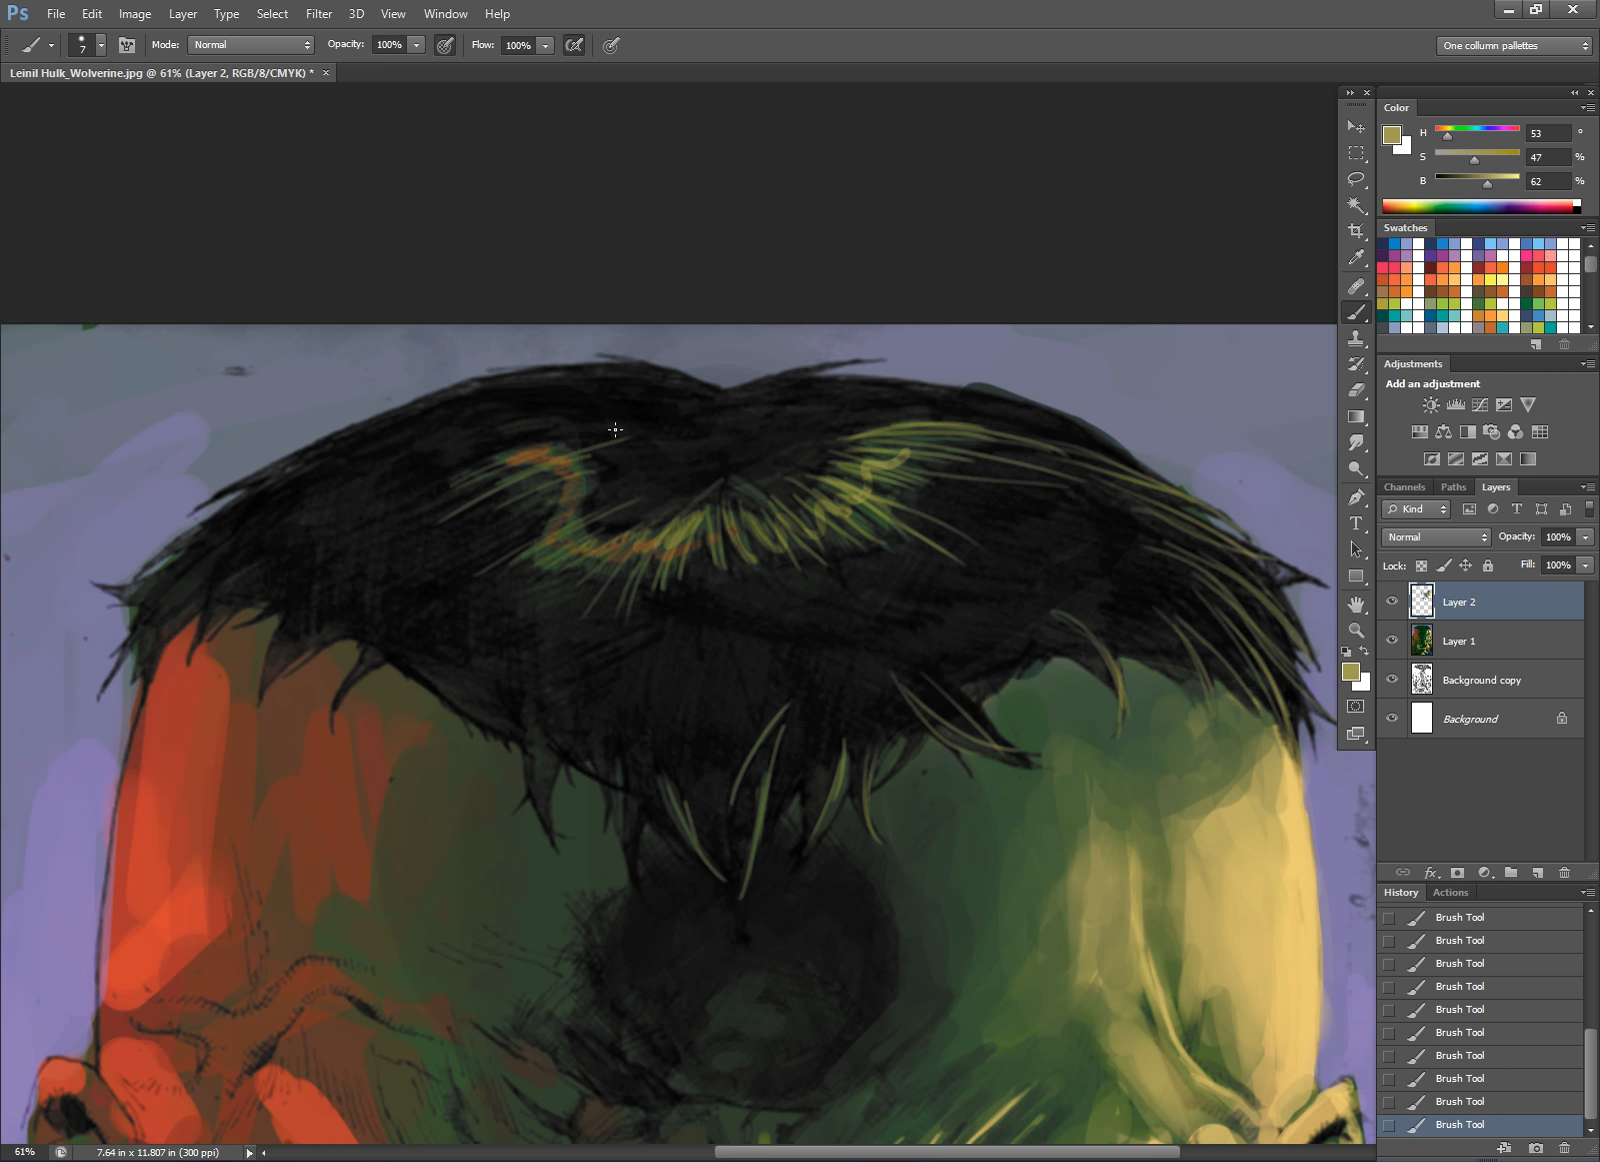 Ps File Edit Image Layer Type Select Filter 3D View Window Help
7 Mode: Normal Opacity: 100% Flow: 100% One collumn palettes
Leinil Hulk_Wolverine.jpg @ 61% (Layer 2, RGB/8/CMYK) *
Color
H 53 °
S 47 %
B 62 %
Swatches
Adjustments
Add an adjustment
Channels Paths Layers
Kind
Normal Opacity: 100%
Lock: Fill: 100%
Layer 2
Layer 1
Background copy
Background
fx
History Actions
Brush Tool
Brush Tool
Brush Tool
Brush Tool
Brush Tool
Brush Tool
Brush Tool
Brush Tool
Brush Tool
Brush Tool
61% 7.64 in x 11.807 in (300 ppi)